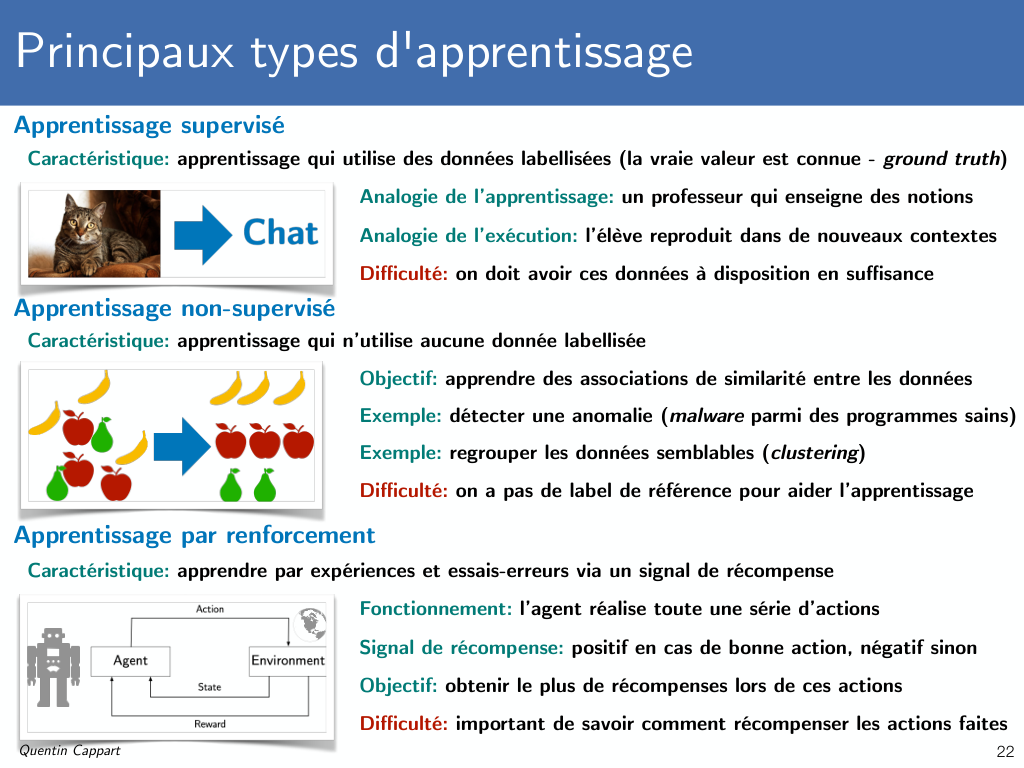 Principaux types d'apprentissage
Apprentissage supervisé
Caractéristique: apprentissage qui utilise des données labellisées (la vraie valeur est connue - ground truth)
Chat
Analogie de l'apprentissage: un professeur qui enseigne des notions
Analogie de l'exécution: l'élève reproduit dans de nouveaux contextes
Difficulté: on doit avoir ces données à disposition en suffisance
Apprentissage non-supervisé
Caractéristique: apprentissage qui n'utilise aucune donnée labellisée
Objectif: apprendre des associations de similarité entre les données
Exemple: détecter une anomalie (malware parmi des programmes sains)
Exemple: regrouper les données semblables (clustering)
Difficulté: on a pas de label de référence pour aider l'apprentissage
Apprentissage par renforcement
Caractéristique: apprendre par expériences et essais-erreurs via un signal de récompense
Action
Agent
Environment
State
Reward
Fonctionnement: l'agent réalise toute une série d'actions
Signal de récompense: positif en cas de bonne action, négatif sinon
Objectif: obtenir le plus de récompenses lors de ces actions
Difficulté: important de savoir comment récompenser les actions faites
Quentin Cappart
22